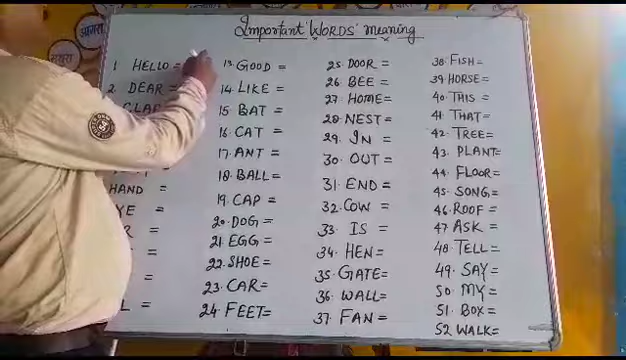 Important Words' meaning
1 HELLO =
2 DEAR =
HAND =
=
=
=
=
13. GOOD =
14. LIKE =
15 BAT =
16. CAT =
17. ANT =
18. BALL =
19. CAP =
20. DOG =
21. EGG =
22. SHOE =
23. CAR =
24. FEET =
25. DOOR =
26. BEE =
27. HOME =
28. NEST =
29. IN =
30. OUT =
31. END =
32. COW =
33. IS =
34. HEN =
35. GATE =
36. WALL =
37. FAN =
38. FISH =
39. HORSE =
40. THIS =
41. THAT =
42. TREE =
43. PLANT =
44. FLOOR =
45. SONG =
46. ROOF =
47 ASK =
48. TELL =
49. SAY =
50. MY =
51. BOX =
52 WALK =